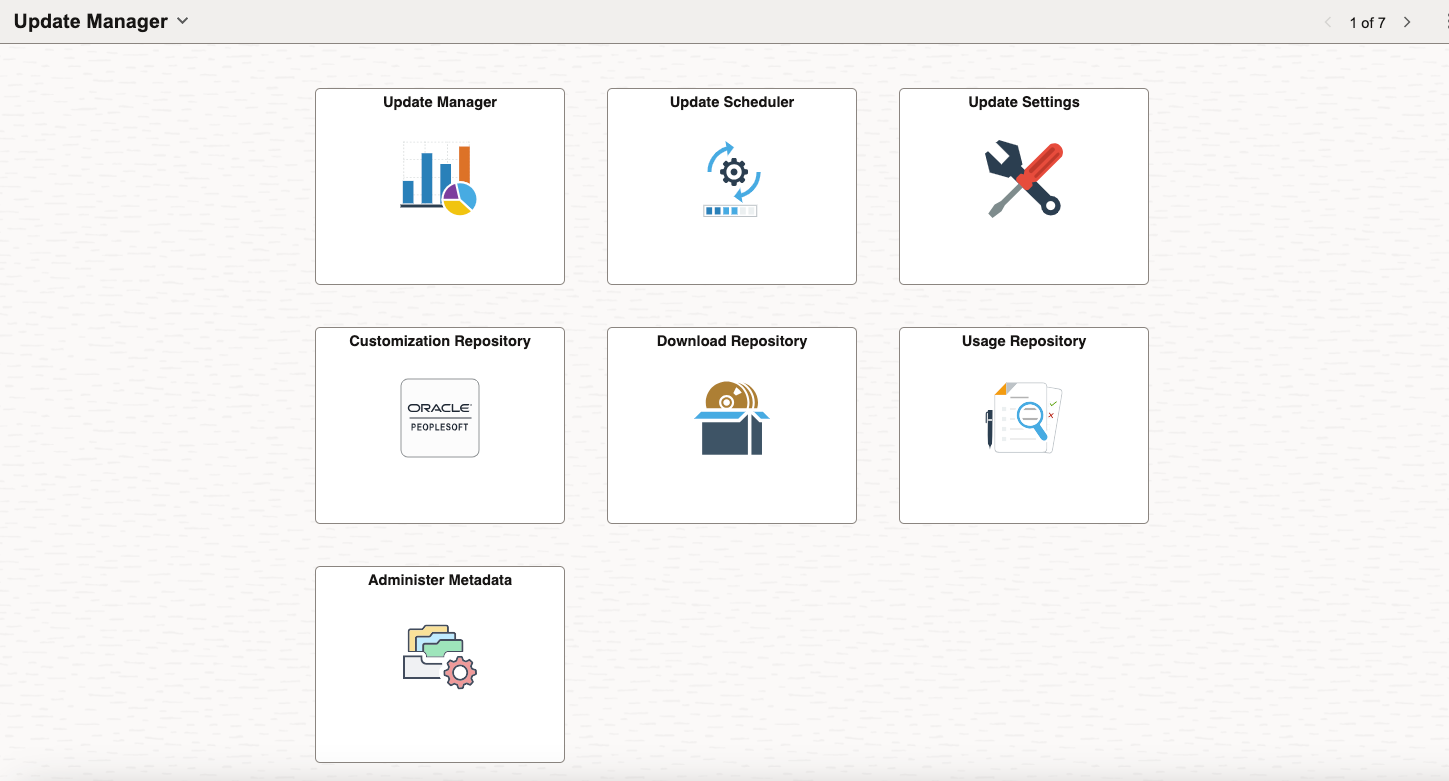 Update Manager
1 of 7
Update Manager
Update Scheduler
Update Settings
Customization Repository
Download Repository
Usage Repository
ORACLE
PEOPLESOFT
Administer Metadata